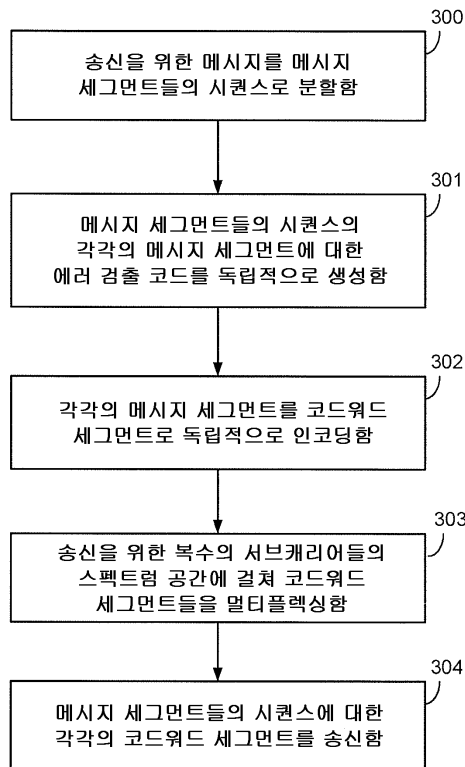 300
송신을 위한 메시지를 메시지
세그먼트들의 시퀀스로 분할함
301
메시지 세그먼트들의 시퀀스의
각각의 메시지 세그먼트에 대한
에러 검출 코드를 독립적으로 생성함
302
각각의 메시지 세그먼트를 코드워드
세그먼트로 독립적으로 인코딩함
303
송신을 위한 복수의 서브캐리어들의
스펙트럼 공간에 걸쳐 코드워드
세그먼트들을 멀티플렉싱함
304
메시지 세그먼트들의 시퀀스에 대한
각각의 코드워드 세그먼트를 송신함